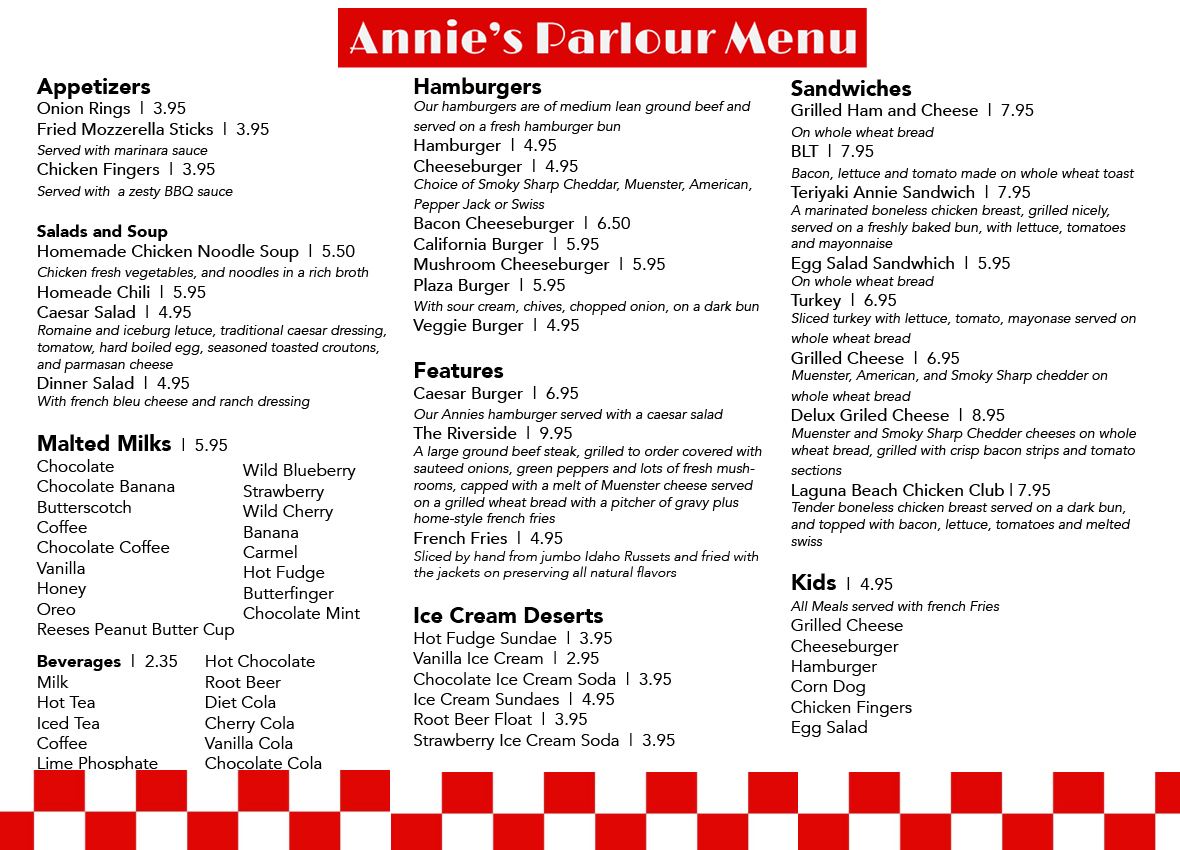 Annie's Parlour Menu
Appetizers
Onion Rings | 3.95
Fried Mozzerella Sticks | 3.95
Served with marinara sauce
Chicken Fingers | 3.95
Served with a zesty BBQ sauce
Salads and Soup
Homemade Chicken Noodle Soup | 5.50
Chicken fresh vegetables, and noodles in a rich broth
Homeade Chili | 5.95
Caesar Salad | 4.95
Romaine and iceburg letuce, traditional caesar dressing,
tomatow, hard boiled egg, seasoned toasted croutons,
and parmasan cheese
Dinner Salad | 4.95
With french bleu cheese and ranch dressing
Malted Milks | 5.95
Chocolate
Chocolate Banana
Butterscotch
Coffee
Chocolate Coffee
Vanilla
Honey
Oreo
Reeses Peanut Butter Cup
Wild Blueberry
Strawberry
Wild Cherry
Banana
Carmel
Hot Fudge
Butterfinger
Chocolate Mint
Beverages | 2.35
Milk
Hot Tea
Iced Tea
Coffee
Lime Phosphate
Hot Chocolate
Root Beer
Diet Cola
Cherry Cola
Vanilla Cola
Chocolate Cola
Hamburgers
Our hamburgers are of medium lean ground beef and
served on a fresh hamburger bun
Hamburger | 4.95
Cheeseburger | 4.95
Choice of Smoky Sharp Cheddar, Muenster, American,
Pepper Jack or Swiss
Bacon Cheeseburger | 6.50
California Burger | 5.95
Mushroom Cheeseburger | 5.95
Plaza Burger | 5.95
With sour cream, chives, chopped onion, on a dark bun
Veggie Burger | 4.95
Features
Caesar Burger | 6.95
Our Annies hamburger served with a caesar salad
The Riverside | 9.95
A large ground beef steak, grilled to order covered with
sauteed onions, green peppers and lots of fresh mush-
rooms, capped with a melt of Muenster cheese served
on a grilled wheat bread with a pitcher of gravy plus
home-style french fries
French Fries | 4.95
Sliced by hand from jumbo Idaho Russets and fried with
the jackets on preserving all natural flavors
Ice Cream Deserts
Hot Fudge Sundae | 3.95
Vanilla Ice Cream | 2.95
Chocolate Ice Cream Soda | 3.95
Ice Cream Sundaes | 4.95
Root Beer Float | 3.95
Strawberry Ice Cream Soda | 3.95
Sandwiches
Grilled Ham and Cheese | 7.95
On whole wheat bread
BLT | 7.95
Bacon, lettuce and tomato made on whole wheat toast
Teriyaki Annie Sandwich | 7.95
A marinated boneless chicken breast, grilled nicely,
served on a freshly baked bun, with lettuce, tomatoes
and mayonnaise
Egg Salad Sandwhich | 5.95
On whole wheat bread
Turkey | 6.95
Sliced turkey with lettuce, tomato, mayonase served on
whole wheat bread
Grilled Cheese | 6.95
Muenster, American, and Smoky Sharp chedder on
whole wheat bread
Delux Griled Cheese | 8.95
Muenster and Smoky Sharp Chedder cheeses on whole
wheat bread, grilled with crisp bacon strips and tomato
sections
Laguna Beach Chicken Club | 7.95
Tender boneless chicken breast served on a dark bun,
and topped with bacon, lettuce, tomatoes and melted
swiss
Kids | 4.95
All Meals served with french Fries
Grilled Cheese
Cheeseburger
Hamburger
Corn Dog
Chicken Fingers
Egg Salad